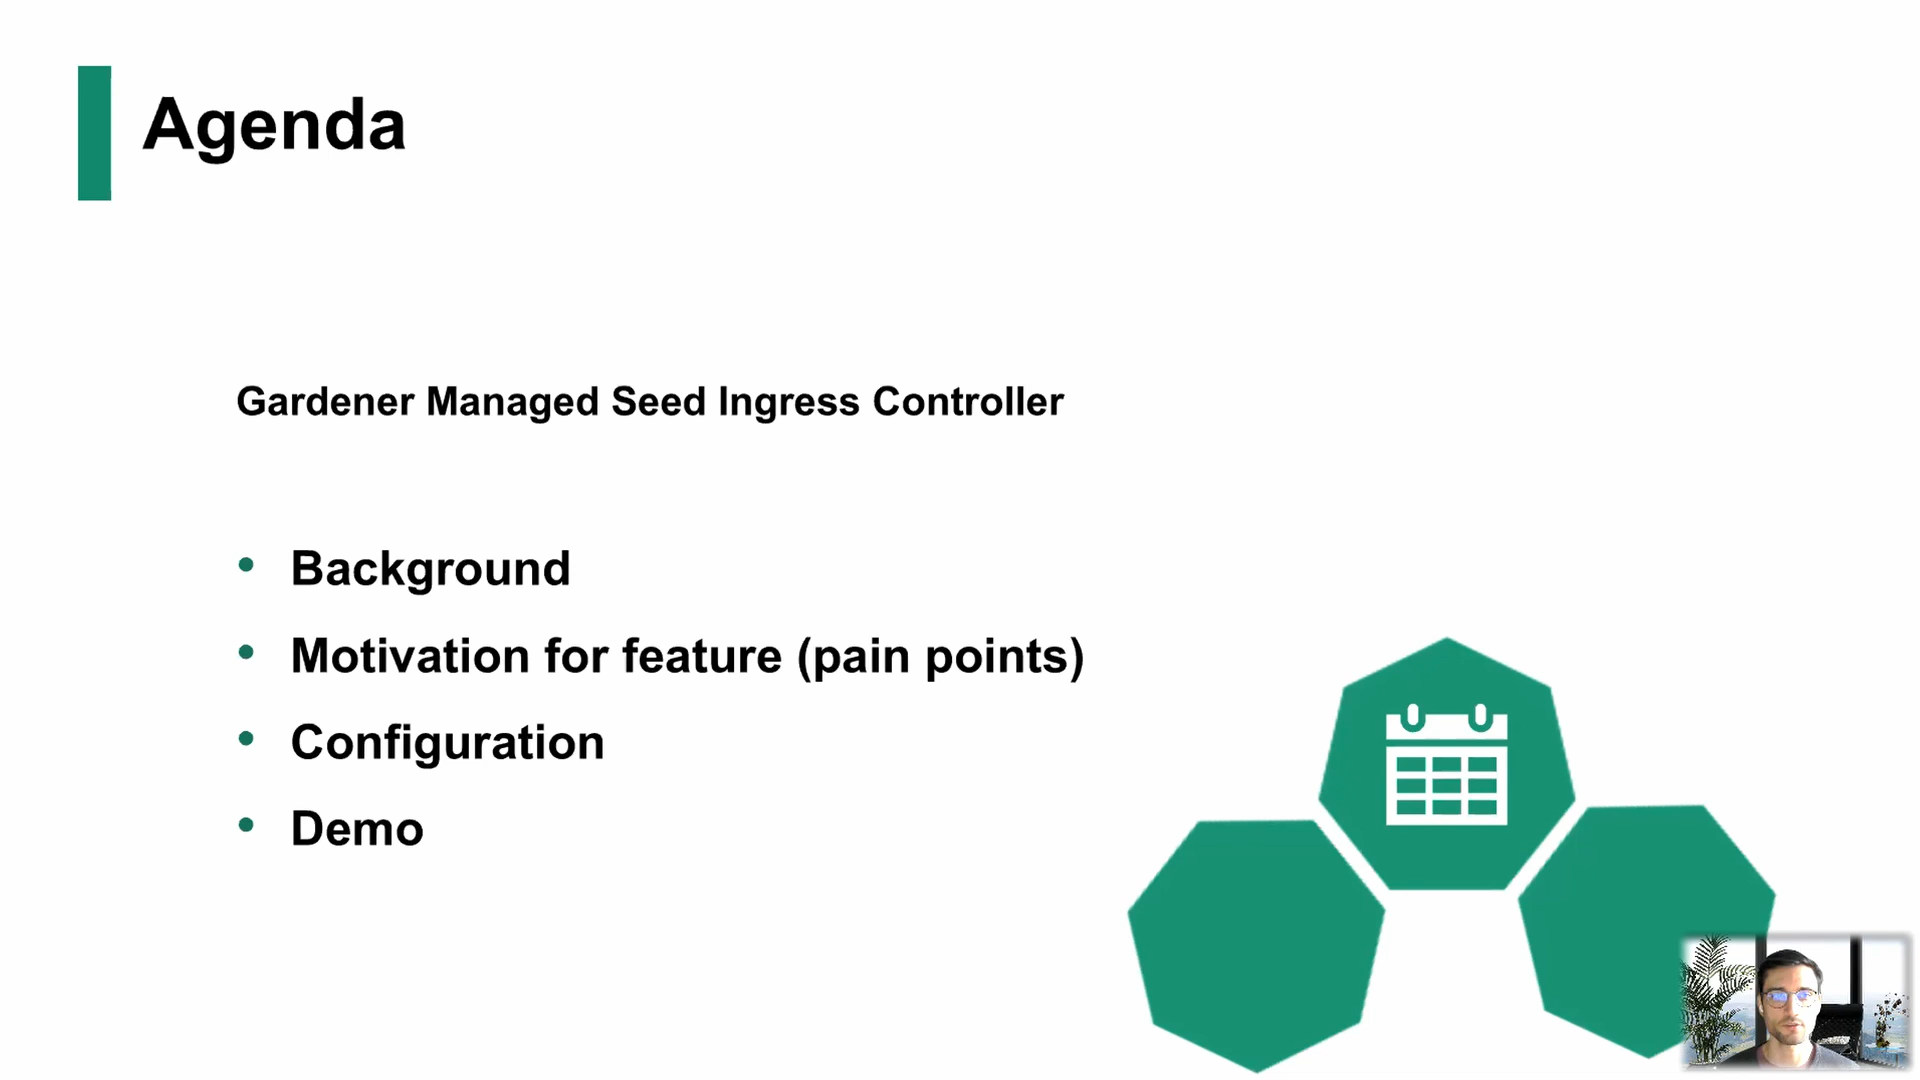 Agenda
Gardener Managed Seed Ingress Controller
• Background
• Motivation for feature (pain points)
• Configuration
• Demo